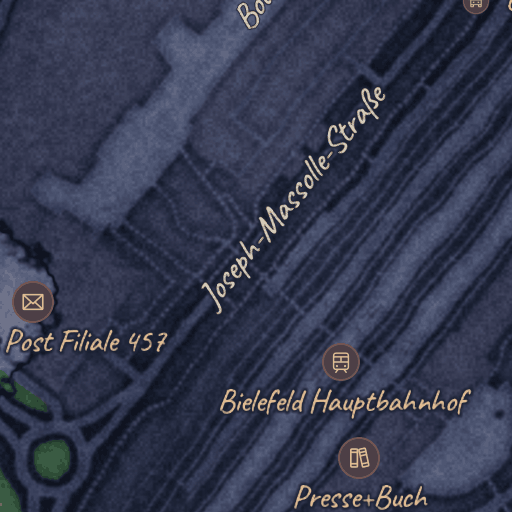 Joseph-Massolle-Straße
Post Filiale 457
Bielefeld Hauptbahnhof
Presse+Buch